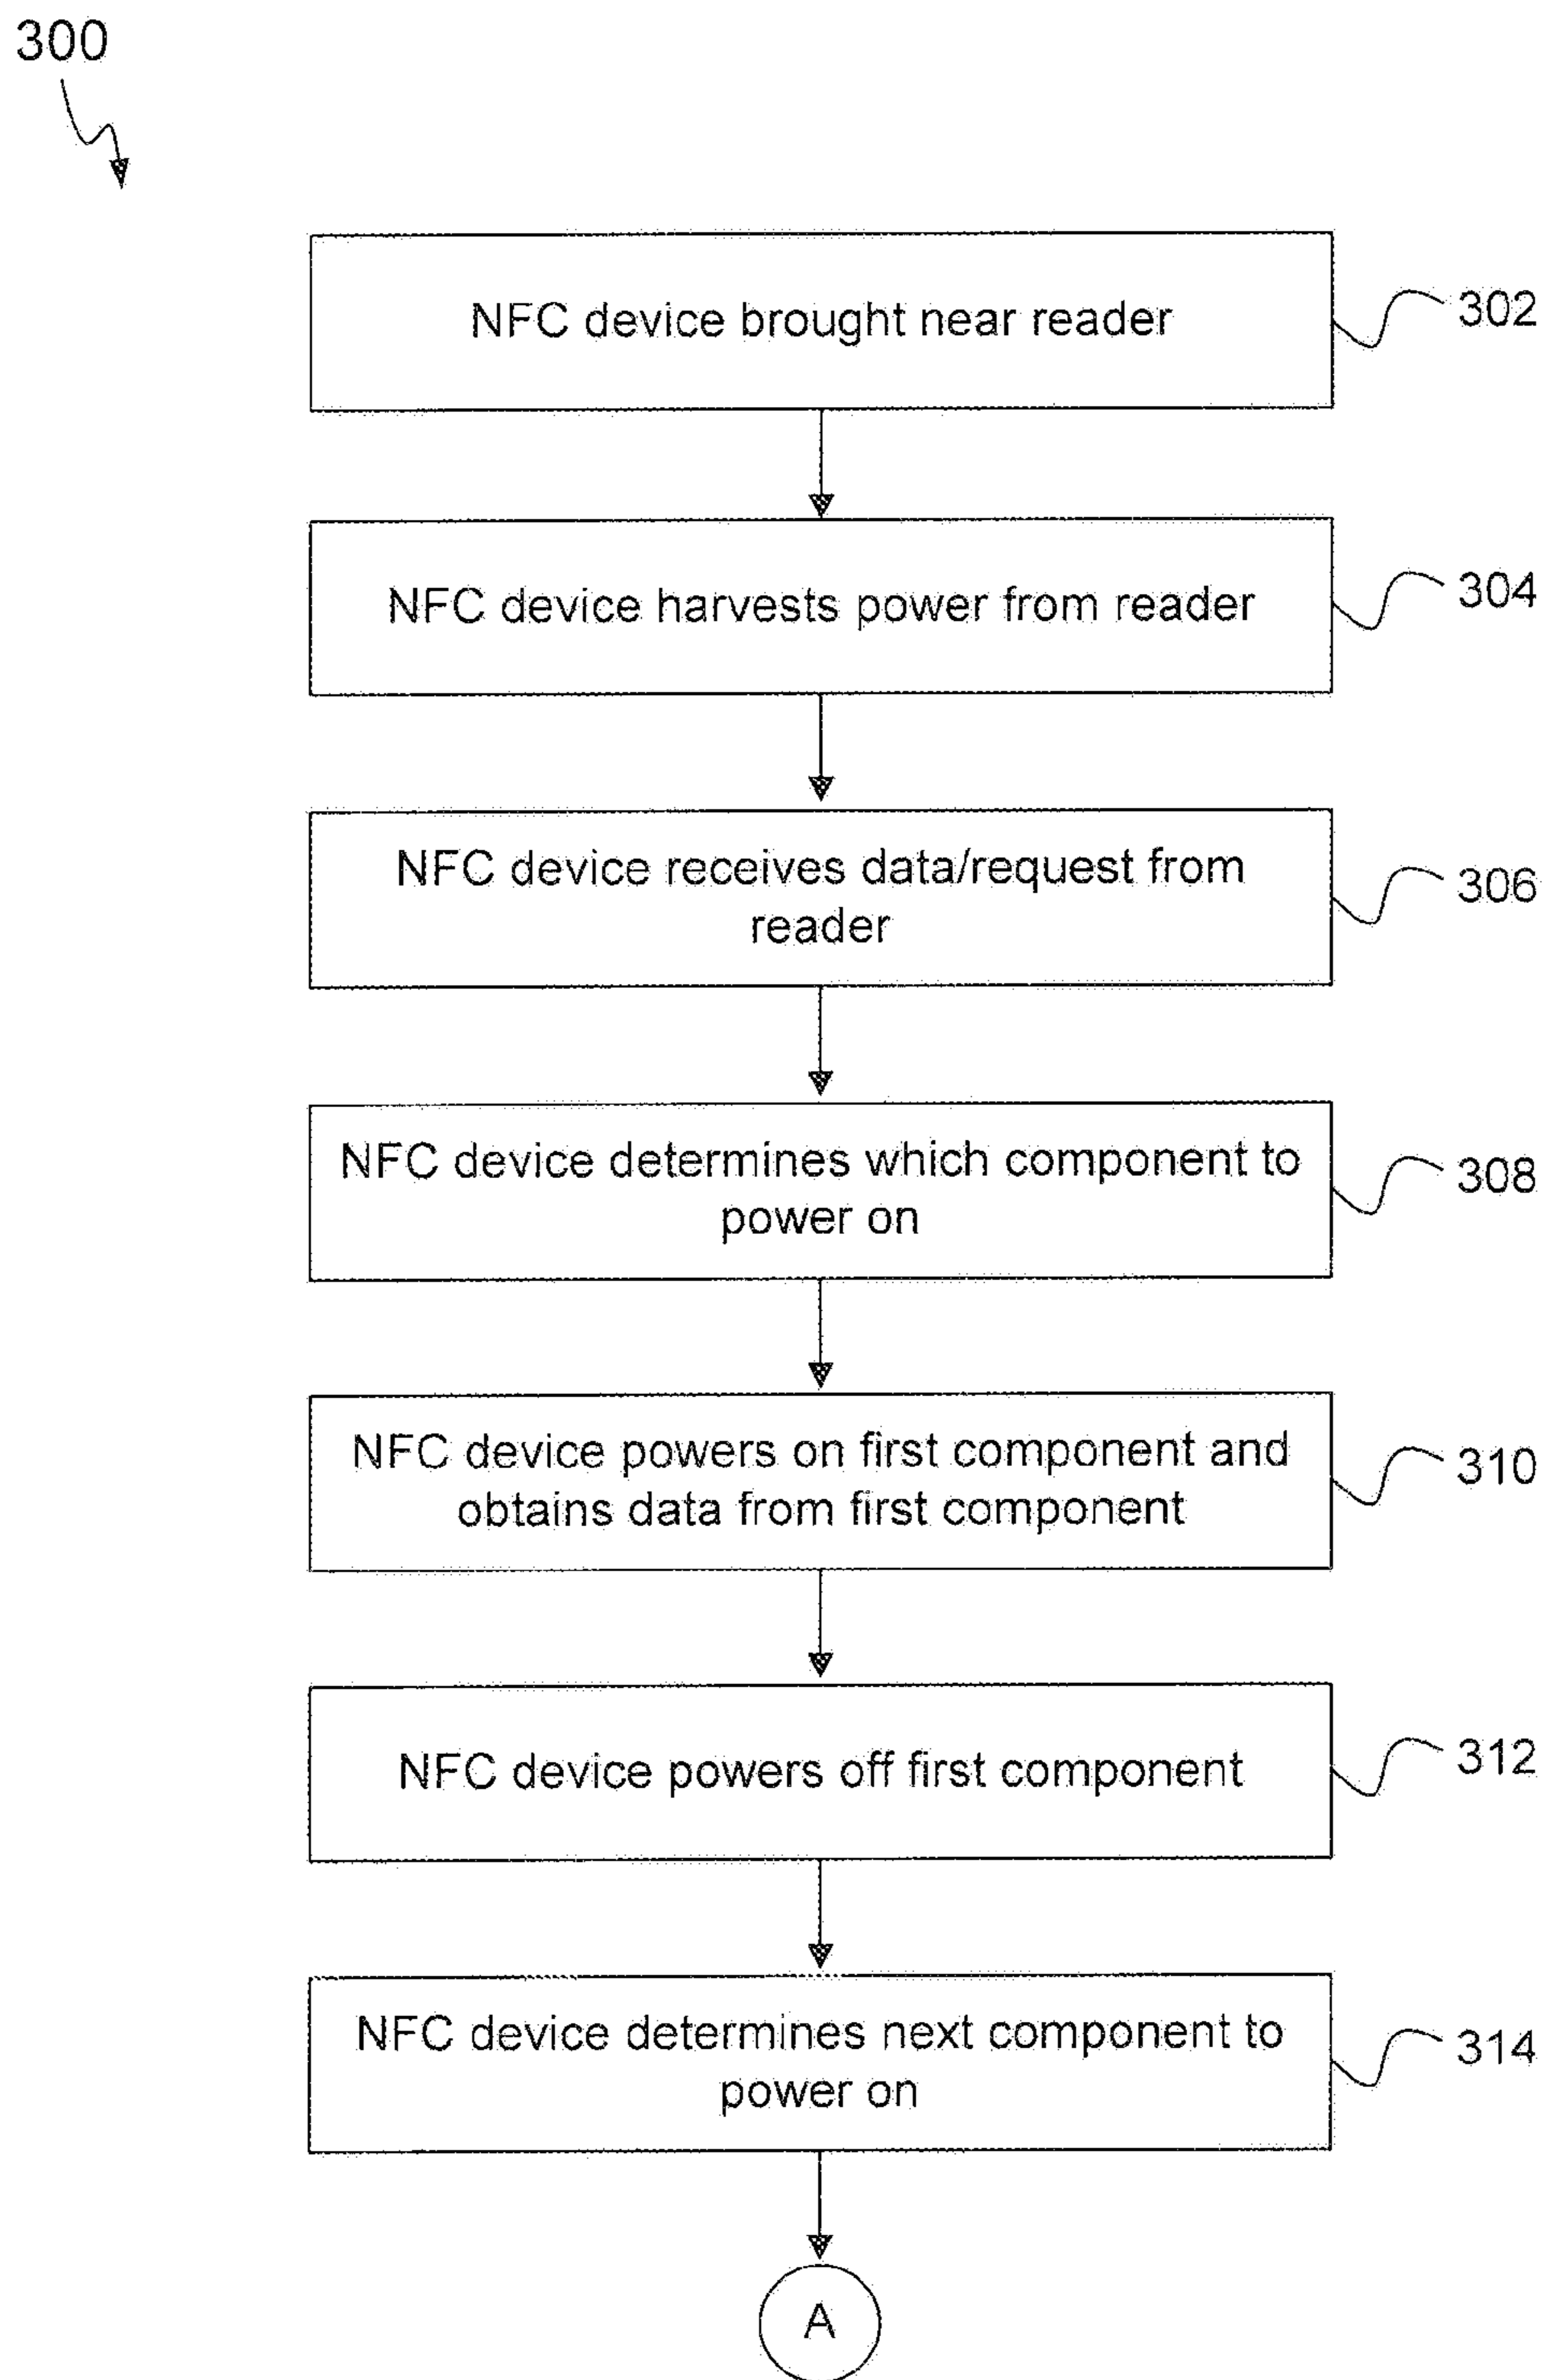 300
NFC device brought near reader
302
NFC device harvests power from reader
304
NFC device receives data/request from
reader
306
NFC device determines which component to
power on
308
NFC device powers on first component and
obtains data from first component
310
NFC device powers off first component
312
NFC device determines next component to
power on
314
A